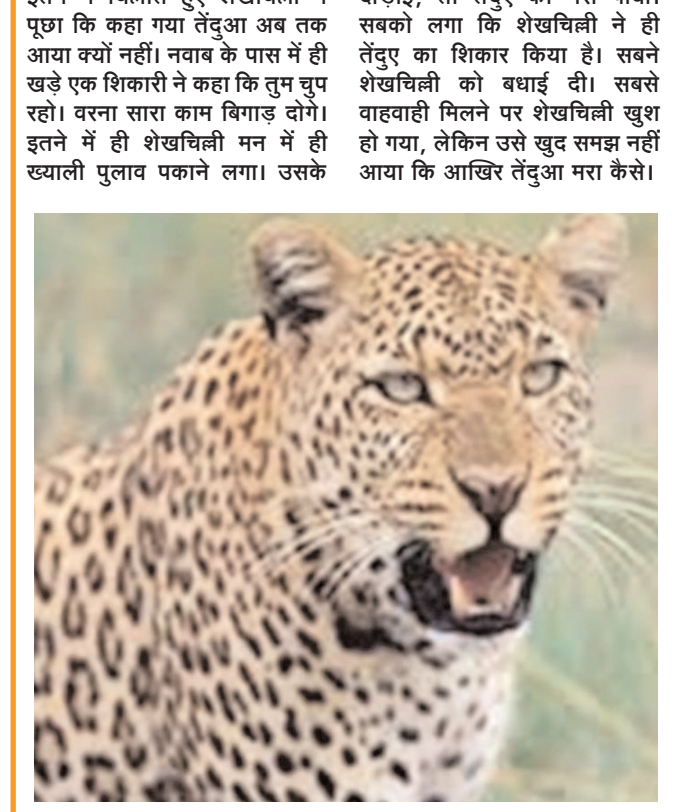 पूछा कि कहा गया तेंदुआ अब तक
आया क्यों नहीं। नवाब के पास में ही
खड़े एक शिकारी ने कहा कि तुम चुप
रहो। वरना सारा काम बिगाड़ दोगे।
इतने में ही शेखचिल्ली मन में ही
ख्याली पुलाव पकाने लगा। उसके
सबको लगा कि शेखचिल्ली ने ही
तेंदुए का शिकार किया है। सबने
शेखचिल्ली को बधाई दी। सबसे
वाहवाही मिलने पर शेखचिल्ली खुश
हो गया, लेकिन उसे खुद समझ नहीं
आया कि आखिर तेंदुआ मरा कैसे।